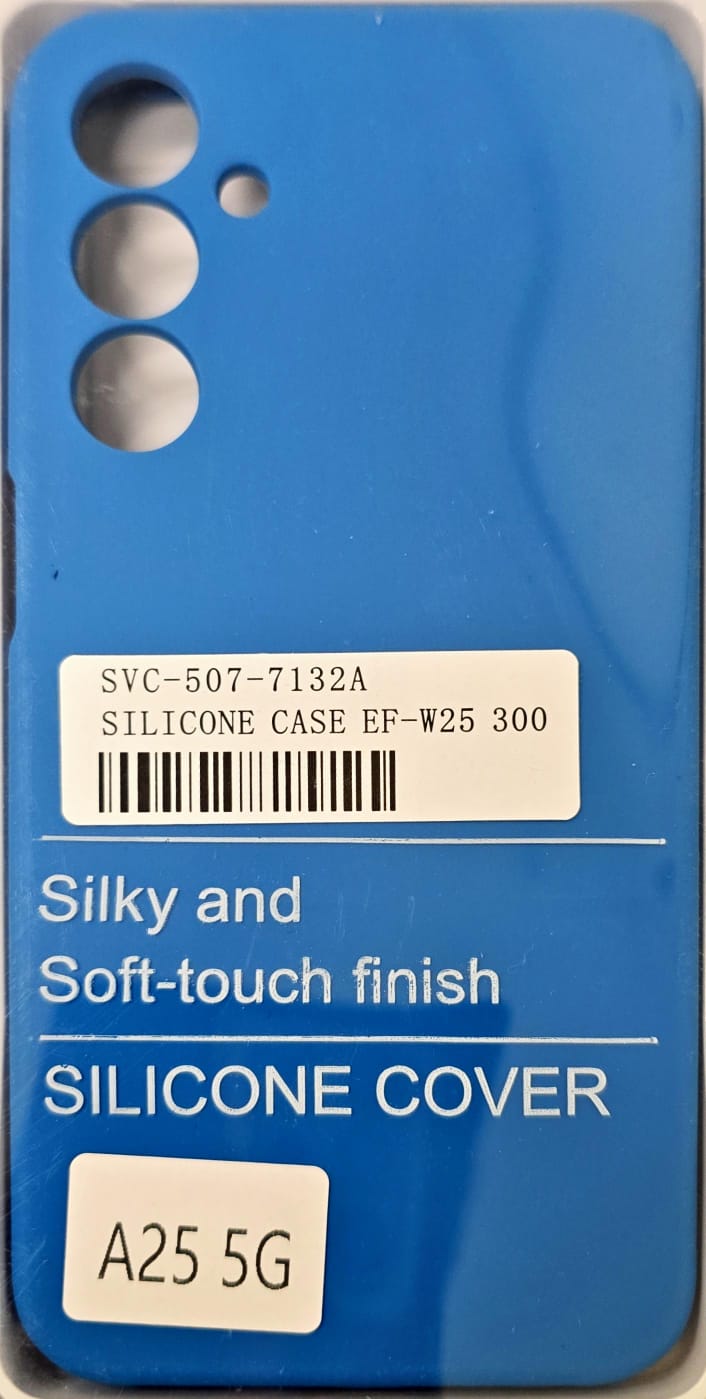 SVC-507-7132A
SILICONE CASE EF-W25 300
Silky and
Soft-touch finish
SILICONE COVER
A25 5G